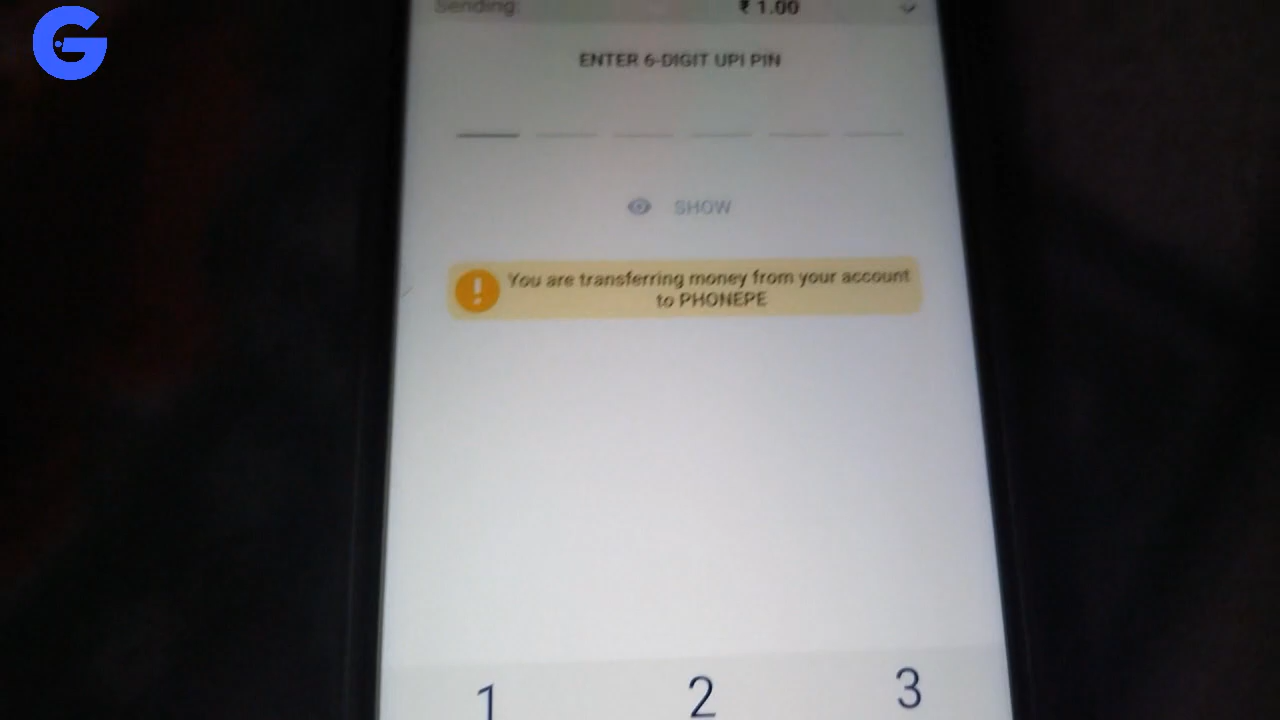 Sending: ₹ 1.00
ENTER 6-DIGIT UPI PIN
SHOW
You are transferring money from your account
to PHONEPE
1 2 3